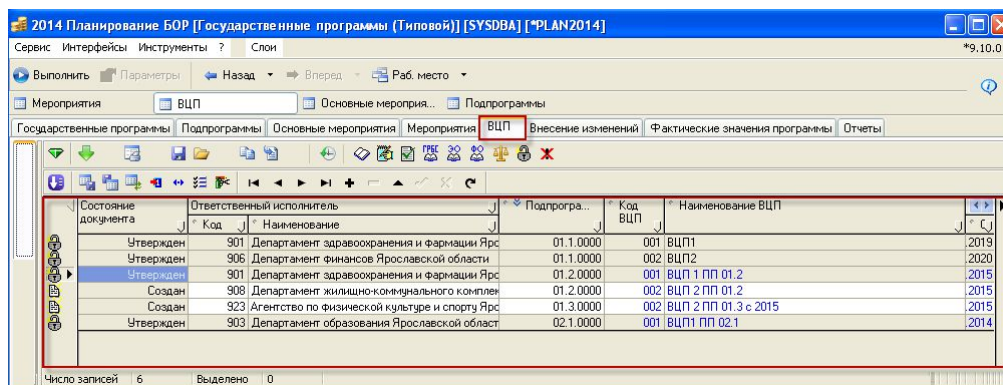 2014 Планирование БОР [Государственные программы (Типовой)] [SYSDBA] [*PLAN2014]
Сервис Интерфейсы Инструменты ? Слои *9.10.0
Выполнить Параметры Назад Вперед Раб. место
Мероприятия ВЦП Основные мероприя... Подпрограммы
Государственные программы Подпрограммы Основные мероприятия Мероприятия ВЦП Внесение изменений Фактические значения программы Отчеты
Состояние документа Ответственный исполнитель Подпрогра... Код ВЦП Наименование ВЦП
Код Наименование
Утвержден 901 Департамент здравоохранения и фармации Ярс 01.1.0000 001 ВЦП1 .2019
Утвержден 906 Департамент финансов Ярославской области 01.1.0000 002 ВЦП2 .2020
Утвержден 901 Департамент здравоохранения и фармации Ярс 01.2.0000 001 ВЦП 1 ПП 01.2 .2015
Создан 908 Департамент жилищно-коммунального комплек 01.2.0000 002 ВЦП 2 ПП 01.2 .2015
Создан 923 Агентство по физической культуре и спорту Ярс 01.3.0000 002 ВЦП 2 ПП 01.3 с 2015 .2015
Утвержден 903 Департамент образования Ярославской област 02.1.0000 001 ВЦП1 ПП 02.1 .2014
Число записей 6 Выделено 0